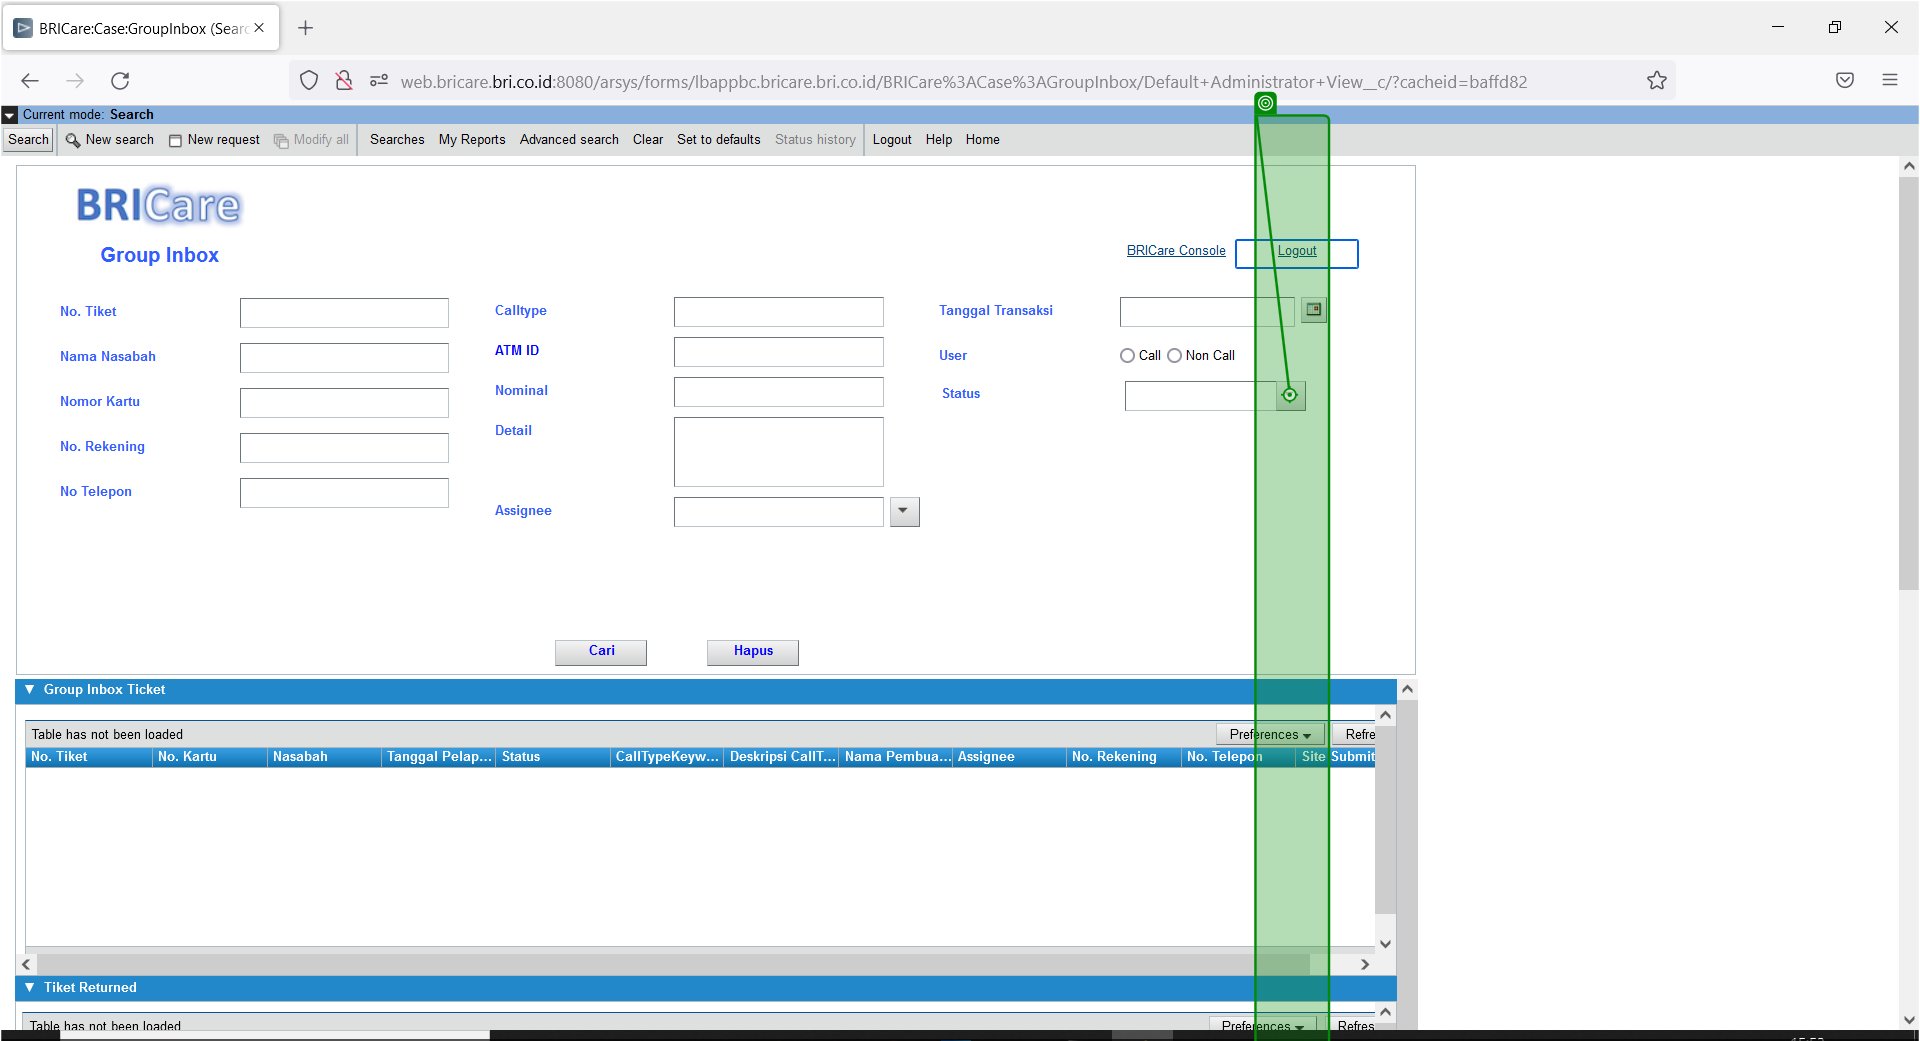 BRICare:Case:GroupInbox (Searc
web.bricare.bri.co.id:8080/arsys/forms/lbappbc.bricare.bri.co.id/BRICare%3ACase%3AGroupInbox/Default+Administrator+View__c/?cacheid=baffd82
Current mode: Search
Search New search New request Modify all Searches My Reports Advanced search Clear Set to defaults Status history Logout Help Home
BRICare
Group Inbox
BRICare Console Logout
No. Tiket Calltype Tanggal Transaksi
Nama Nasabah ATM ID User Call Non Call
Nomor Kartu Nominal Status
No. Rekening Detail
No Telepon Assignee
Cari Hapus
Group Inbox Ticket
Table has not been loaded Preferences Refre
No. Tiket No. Kartu Nasabah Tanggal Pelap... Status CallTypeKeyw... Deskripsi CallT... Nama Pembua... Assignee No. Rekening No. Telepon Site Submit
Tiket Returned
Table has not been loaded Preferences Refres